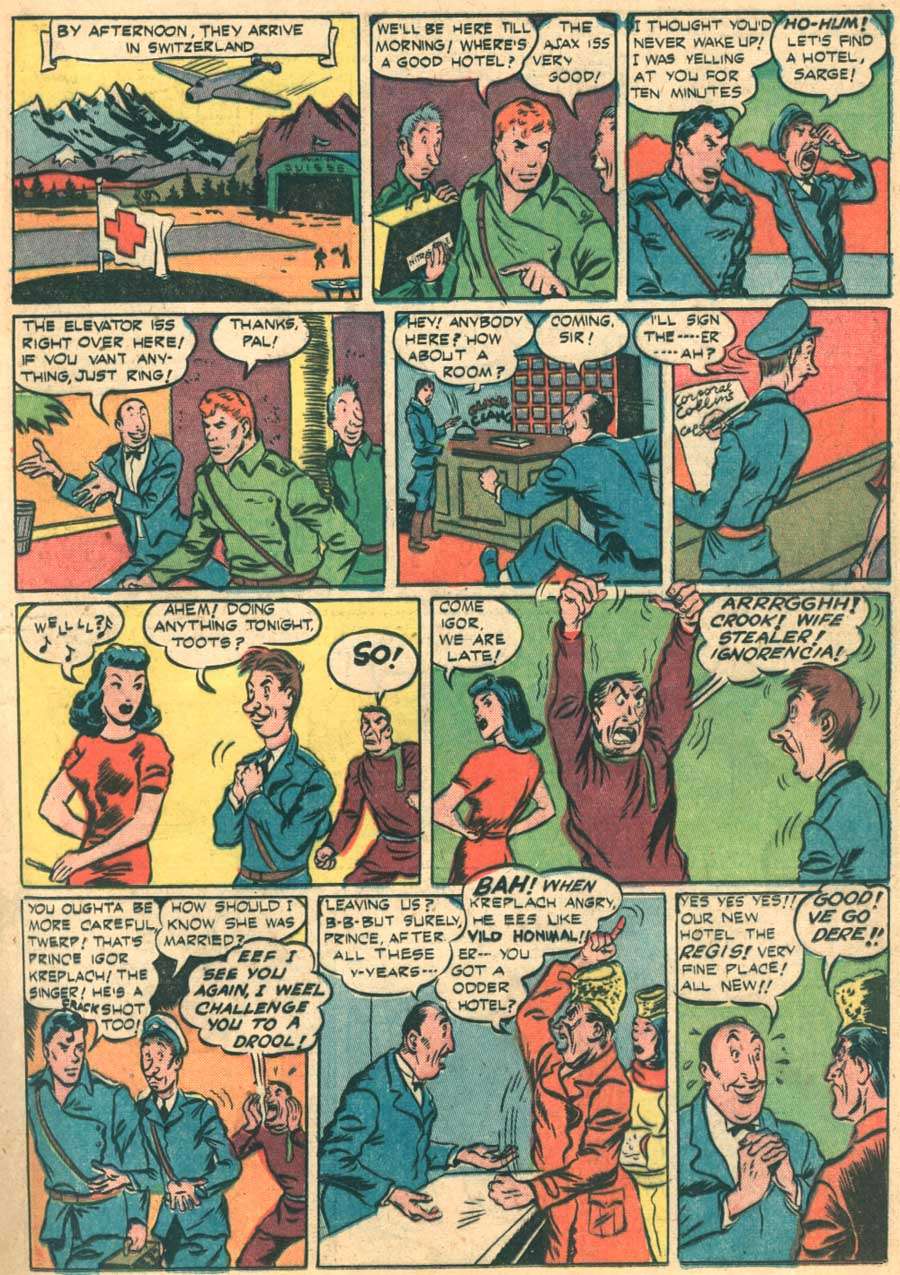 BY AFTERNOON, THEY ARRIVE
IN SWITZERLAND
SUISSE
WE'LL BE HERE TILL
MORNING! WHERE'S
A GOOD HOTEL?
THE
AJAX ISS
VERY
GOOD!
I THOUGHT YOU'D
NEVER WAKE UP!
I WAS YELLING
AT YOU FOR
TEN MINUTES
HO-HUM!
LET'S FIND
A HOTEL,
SARGE!
THE ELEVATOR ISS
RIGHT OVER HERE!
IF YOU VANT ANY-
THING, JUST RING!
THANKS,
PAL!
HEY! ANYBODY
HERE? HOW
ABOUT A
ROOM?
COMING,
SIR!
CLANG
CLANG
I'LL SIGN
THE----ER
----AH?
Corporal
Collins
WELLLL?
AHEM! DOING
ANYTHING TONIGHT,
TOOTS?
SO!
COME
IGOR,
WE ARE
LATE!
ARRRGGHH!
CROOK! WIFE
STEALER!
IGNORENCIA!
YOU OUGHTA BE
MORE CAREFUL,
TWERP! THAT'S
PRINCE IGOR
KREPLACH! THE
SINGER! HE'S A
CRACKSHOT
TOO!
HOW SHOULD I
KNOW SHE WAS
MARRIED?
EEF I
SEE YOU
AGAIN, I WEEL
CHALLENGE
YOU TO A
DROOL!
LEAVING US?
B-B-BUT SURELY,
PRINCE, AFTER
ALL THESE
Y-YEARS---
BAH! WHEN
KREPLACH ANGRY,
HE EES LIKE
VILD HONIMAL!!
ER-- YOU
GOT A
ODDER
HOTEL?
YES YES YES!!
OUR NEW
HOTEL THE
REGIS! VERY
FINE PLACE!
ALL NEW!!
GOOD!
VE GO
DERE!!